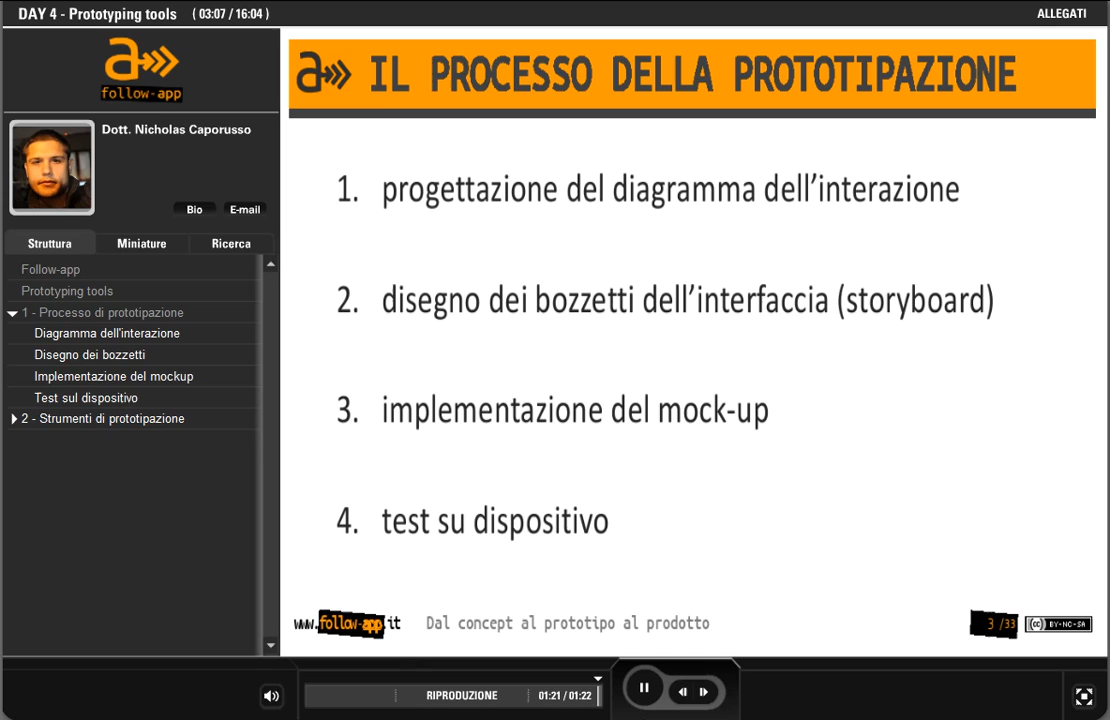 DAY 4 - Prototyping tools ( 03:07 / 16:04 )
ALLEGATI
a
follow-app
Dott. Nicholas Caporusso
Bio E-mail
Struttura Miniature Ricerca
Follow-app
Prototyping tools
1 - Processo di prototipazione
Diagramma dell'interazione
Disegno dei bozzetti
Implementazione del mockup
Test sul dispositivo
2 - Strumenti di prototipazione
a IL PROCESSO DELLA PROTOTIPAZIONE
1. progettazione del diagramma dell’interazione
2. disegno dei bozzetti dell’interfaccia (storyboard)
3. implementazione del mock-up
4. test su dispositivo
www.follow-app.it Dal concept al prototipo al prodotto
3 /33 (cc) BY-NC-SA
RIPRODUZIONE 01:21 / 01:22